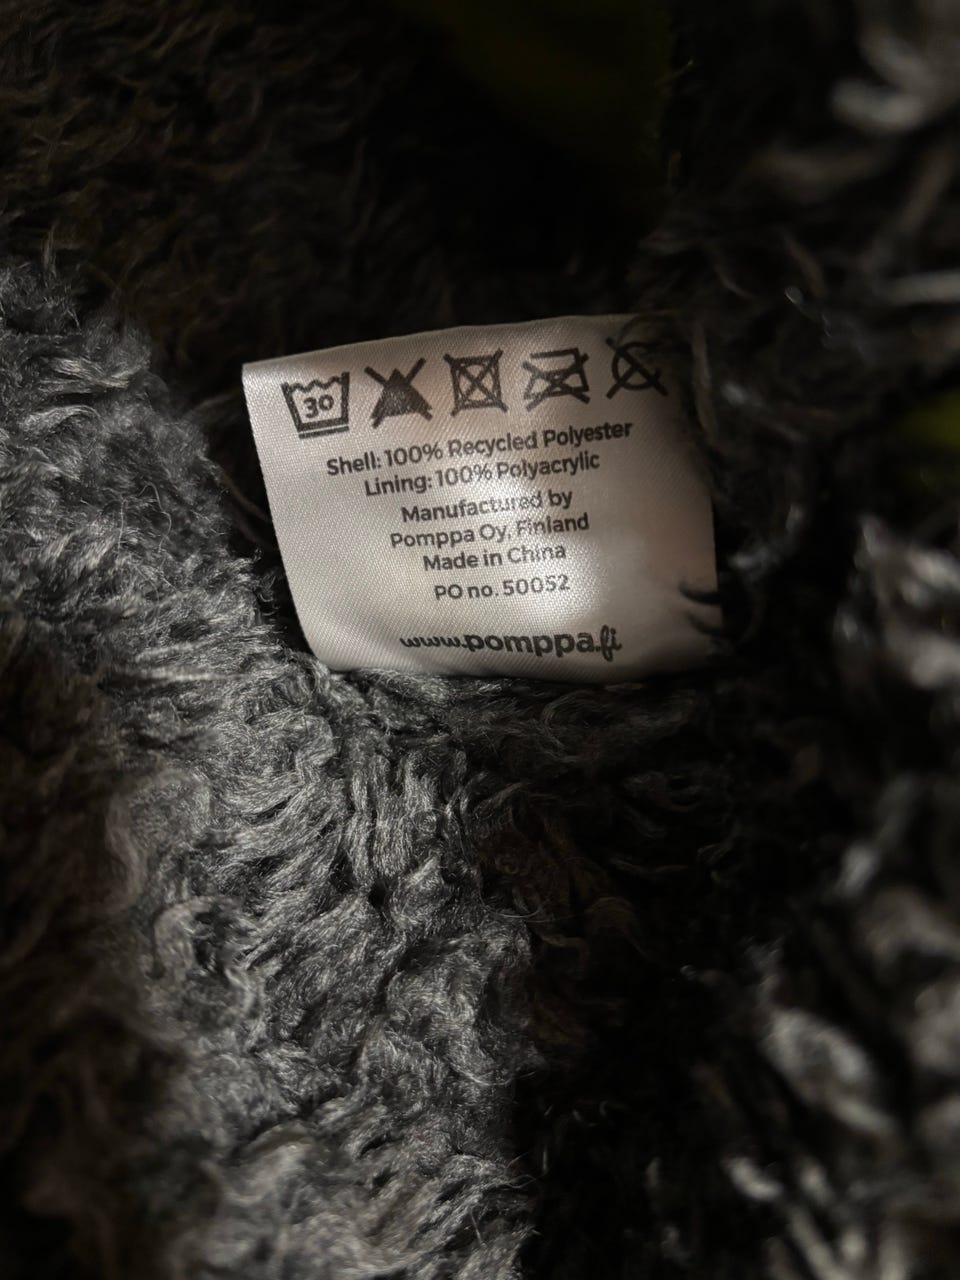 30
Shell: 100% Recycled Polyester
Lining: 100% Polyacrylic
Manufactured by
Pomppa Oy, Finland
Made in China
PO no. 50052
www.pomppa.fi